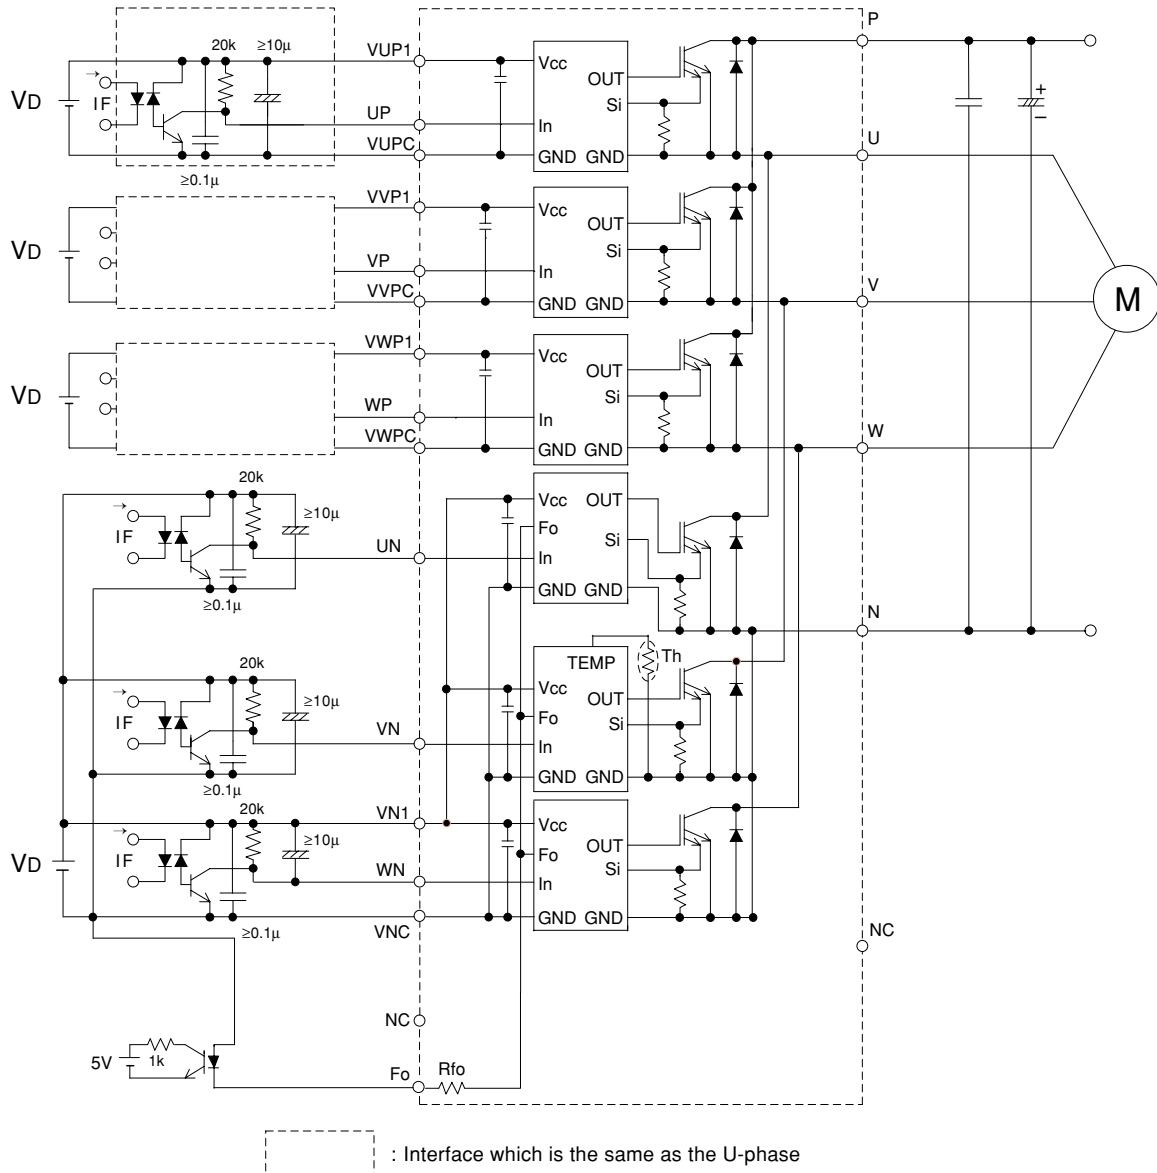 P
20k
≥10μ
VUP1
Vcc
OUT
→
IF
VD
Si
+
−
UP
In
U
VUPC
GND GND
≥0.1μ
VVP1
Vcc
OUT
VD
Si
VP
In
VVPC
GND GND
V
M
VWP1
Vcc
OUT
VD
Si
WP
In
VWPC
GND GND
W
20k
≥10μ
→
IF
Vcc
OUT
Fo
Si
UN
In
GND GND
≥0.1μ
N
TEMP
Th
20k
≥10μ
→
IF
Vcc
OUT
Fo
Si
VN
In
GND GND
≥0.1μ
20k
VN1
Vcc
≥10μ
→
IF
OUT
Fo
VD
Si
WN
In
GND GND
VNC
≥0.1μ
NC
NC
5V
1k
Fo
Rfo
: Interface which is the same as the U-phase